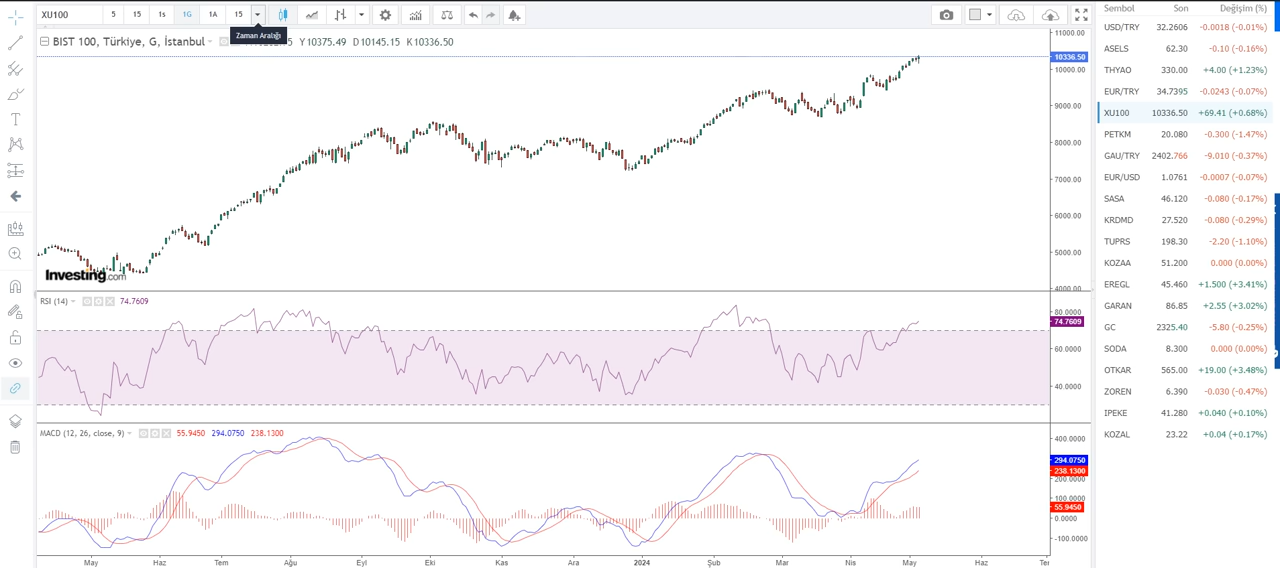 XU100 5 15 1s 1G 1A 15
Zaman Aralığı
BIST 100, Türkiye, G, İstanbul Y10375.49 D10145.15 K10336.50
11000.00
10336.50
10000.00
9000.00
8000.00
7000.00
6000.00
5000.00
4000.00
Investing.com
RSI (14) 74.7609
80.0000
74.7609
60.0000
40.0000
MACD (12, 26, close, 9) 55.9450 294.0750 238.1300
400.0000
294.0750
238.1300
200.0000
100.0000
55.9450
0.0000
-100.0000
May Haz Tem Ağu Eyl Eki Kas Ara 2024 Şub Mar Nis May Haz
Sembol Son Değişim (%)
USD/TRY 32.2606 -0.0018 (-0.01%)
ASELS 62.30 -0.10 (-0.16%)
THYAO 330.00 +4.00 (+1.23%)
EUR/TRY 34.7395 -0.0243 (-0.07%)
XU100 10336.50 +69.41 (+0.68%)
PETKM 20.080 -0.300 (-1.47%)
GAU/TRY 2402.766 -9.010 (-0.37%)
EUR/USD 1.0761 -0.0007 (-0.07%)
SASA 46.120 -0.080 (-0.17%)
KRDMD 27.520 -0.080 (-0.29%)
TUPRS 198.30 -2.20 (-1.10%)
KOZAA 51.200 0.000 (0.00%)
EREGL 45.460 +1.500 (+3.41%)
GARAN 86.85 +2.55 (+3.02%)
GC 2325.40 -5.80 (-0.25%)
SODA 8.300 0.000 (0.00%)
OTKAR 565.00 +19.00 (+3.48%)
ZOREN 6.390 -0.030 (-0.47%)
IPEKE 41.280 +0.040 (+0.10%)
KOZAL 23.22 +0.04 (+0.17%)